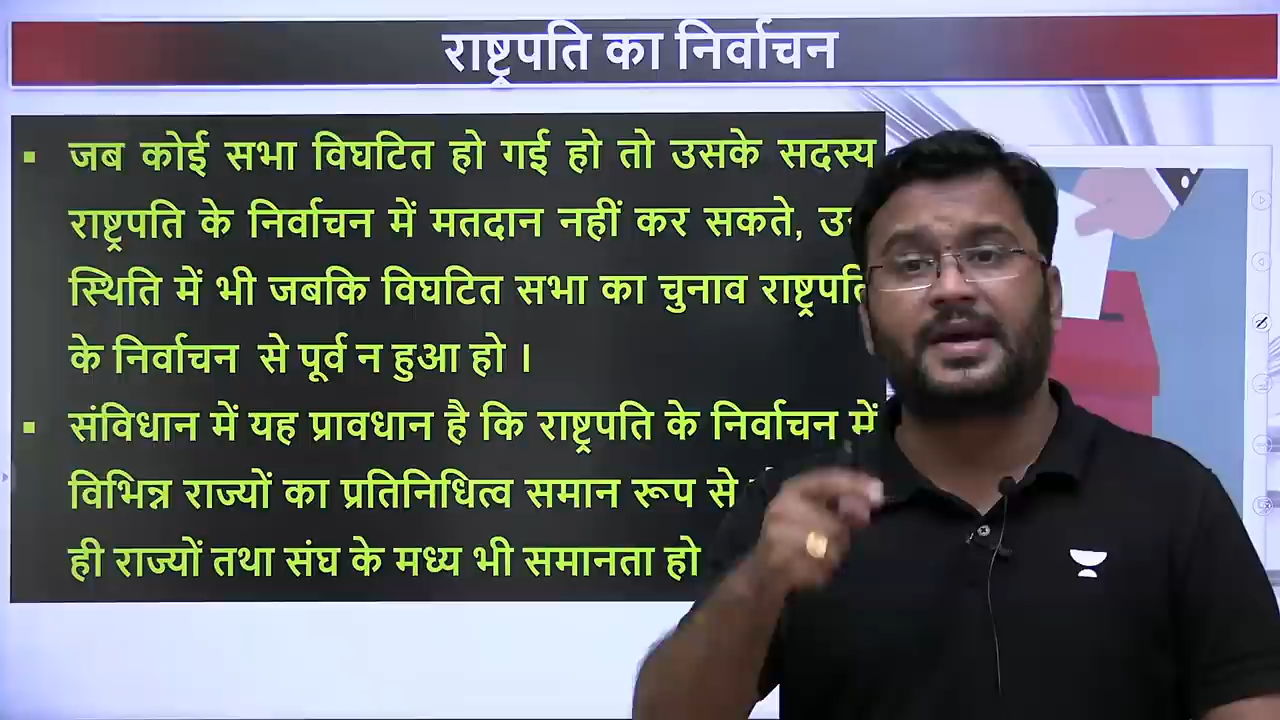 राष्ट्रपति का निर्वाचन
जब कोई सभा विघटित हो गई हो तो उसके सदस्य
राष्ट्रपति के निर्वाचन में मतदान नहीं कर सकते,
स्थिति में भी जबकि विघटित सभा का चुनाव राष्ट्रपति
के निर्वाचन से पूर्व न हुआ हो ।
संविधान में यह प्रावधान है कि राष्ट्रपति के निर्वाचन में
विभिन्न राज्यों का प्रतिनिधित्व समान रूप से
ही राज्यों तथा संघ के मध्य भी समानता हो